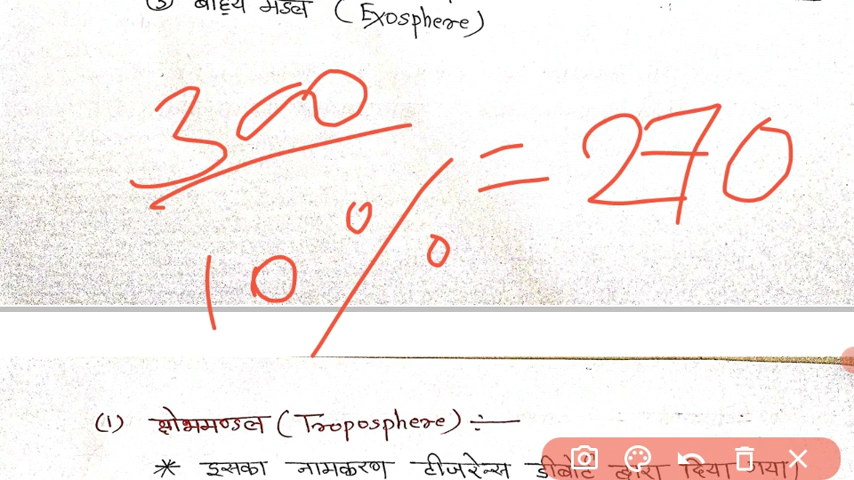 (3) बाह्य मंडल (Exosphere)
300
10%
= 270
(1) क्षोभमण्डल (Troposphere) ÷—
* इसका नामकरण टीजरेन्स डीबोर्ट द्वारा दिया गया।